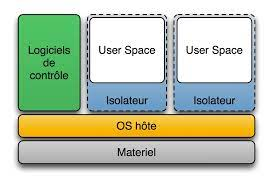 Logiciels
de
contrôle
User Space
User Space
Isolateur
Isolateur
OS hôte
Materiel